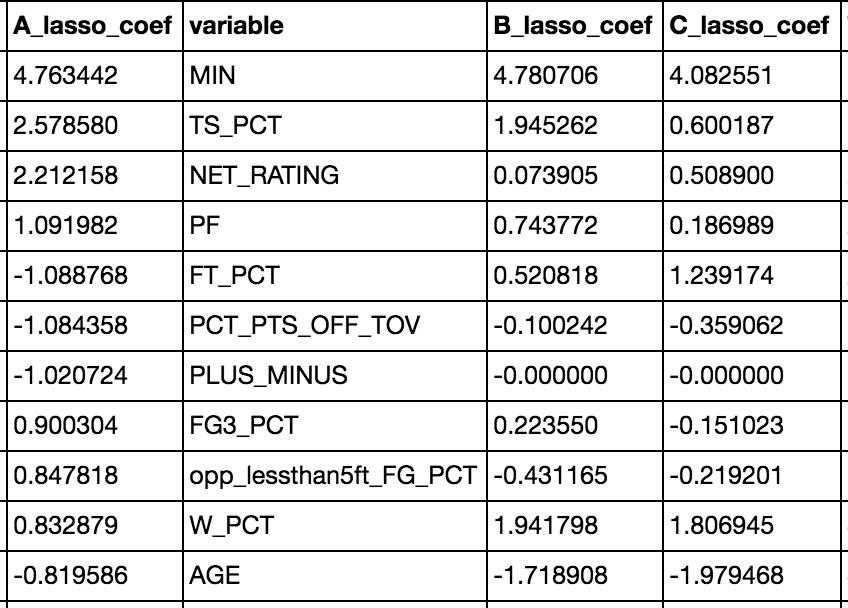 A_lasso_coef variable B_lasso_coef C_lasso_coef
4.763442 MIN 4.780706 4.082551
2.578580 TS_PCT 1.945262 0.600187
2.212158 NET_RATING 0.073905 0.508900
1.091982 PF 0.743772 0.186989
-1.088768 FT_PCT 0.520818 1.239174
-1.084358 PCT_PTS_OFF_TOV -0.100242 -0.359062
-1.020724 PLUS_MINUS -0.000000 -0.000000
0.900304 FG3_PCT 0.223550 -0.151023
0.847818 opp_lessthan5ft_FG_PCT -0.431165 -0.219201
0.832879 W_PCT 1.941798 1.806945
-0.819586 AGE -1.718908 -1.979468